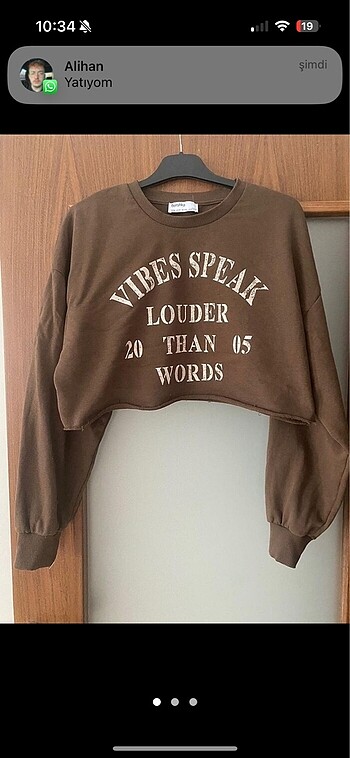 10:34
19
Alihan
şimdi
Yatıyom
VIBES SPEAK
LOUDER
20 THAN 05
WORDS